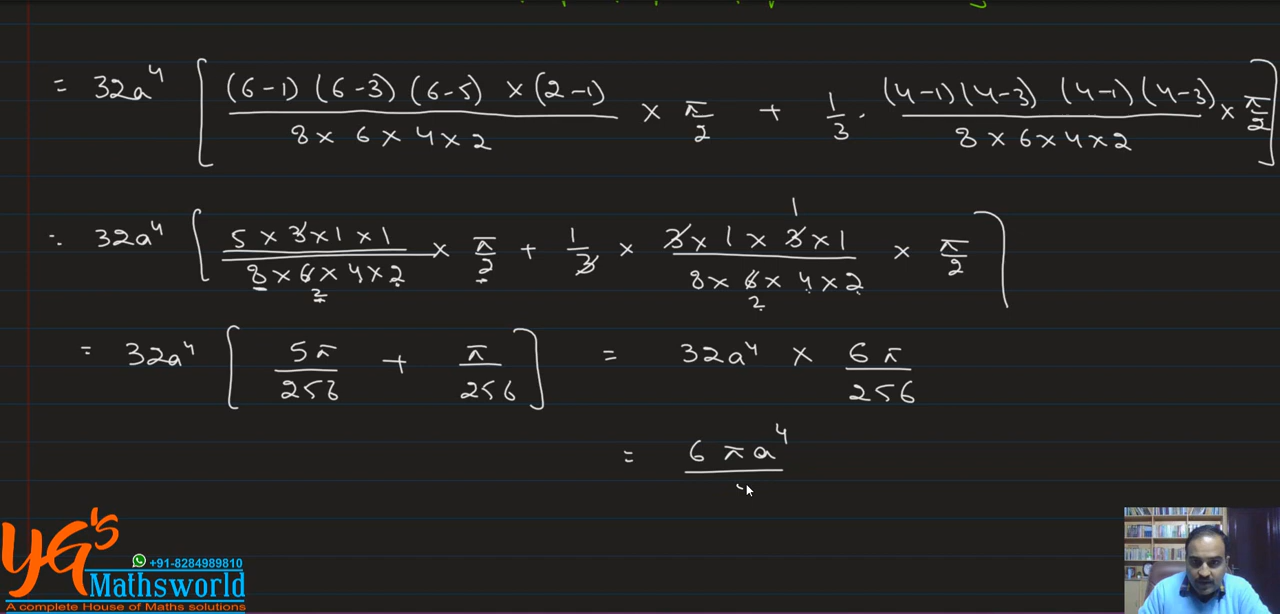 = 32a⁴ [ (6-1) (6-3) (6-5) × (2-1) / 8 × 6 × 4 × 2 × π/2 + 1/3 · (4-1)(4-3) (4-1)(4-3) / 8 × 6 × 4 × 2 × π/2 ]
1
∴ 32a⁴ [ 5 × 3 × 1 × 1 / 8 × 6 × 4 × 2 × π/2 + 1/3 × 3 × 1 × 3 × 1 / 8 × 6 × 4 × 2 × π/2 ]
2 2
= 32a⁴ [ 5π/256 + π/256 ] = 32a⁴ × 6π/256
= 6πa⁴
YG's
+91-8284989810
Mathsworld
A complete House of Maths solutions